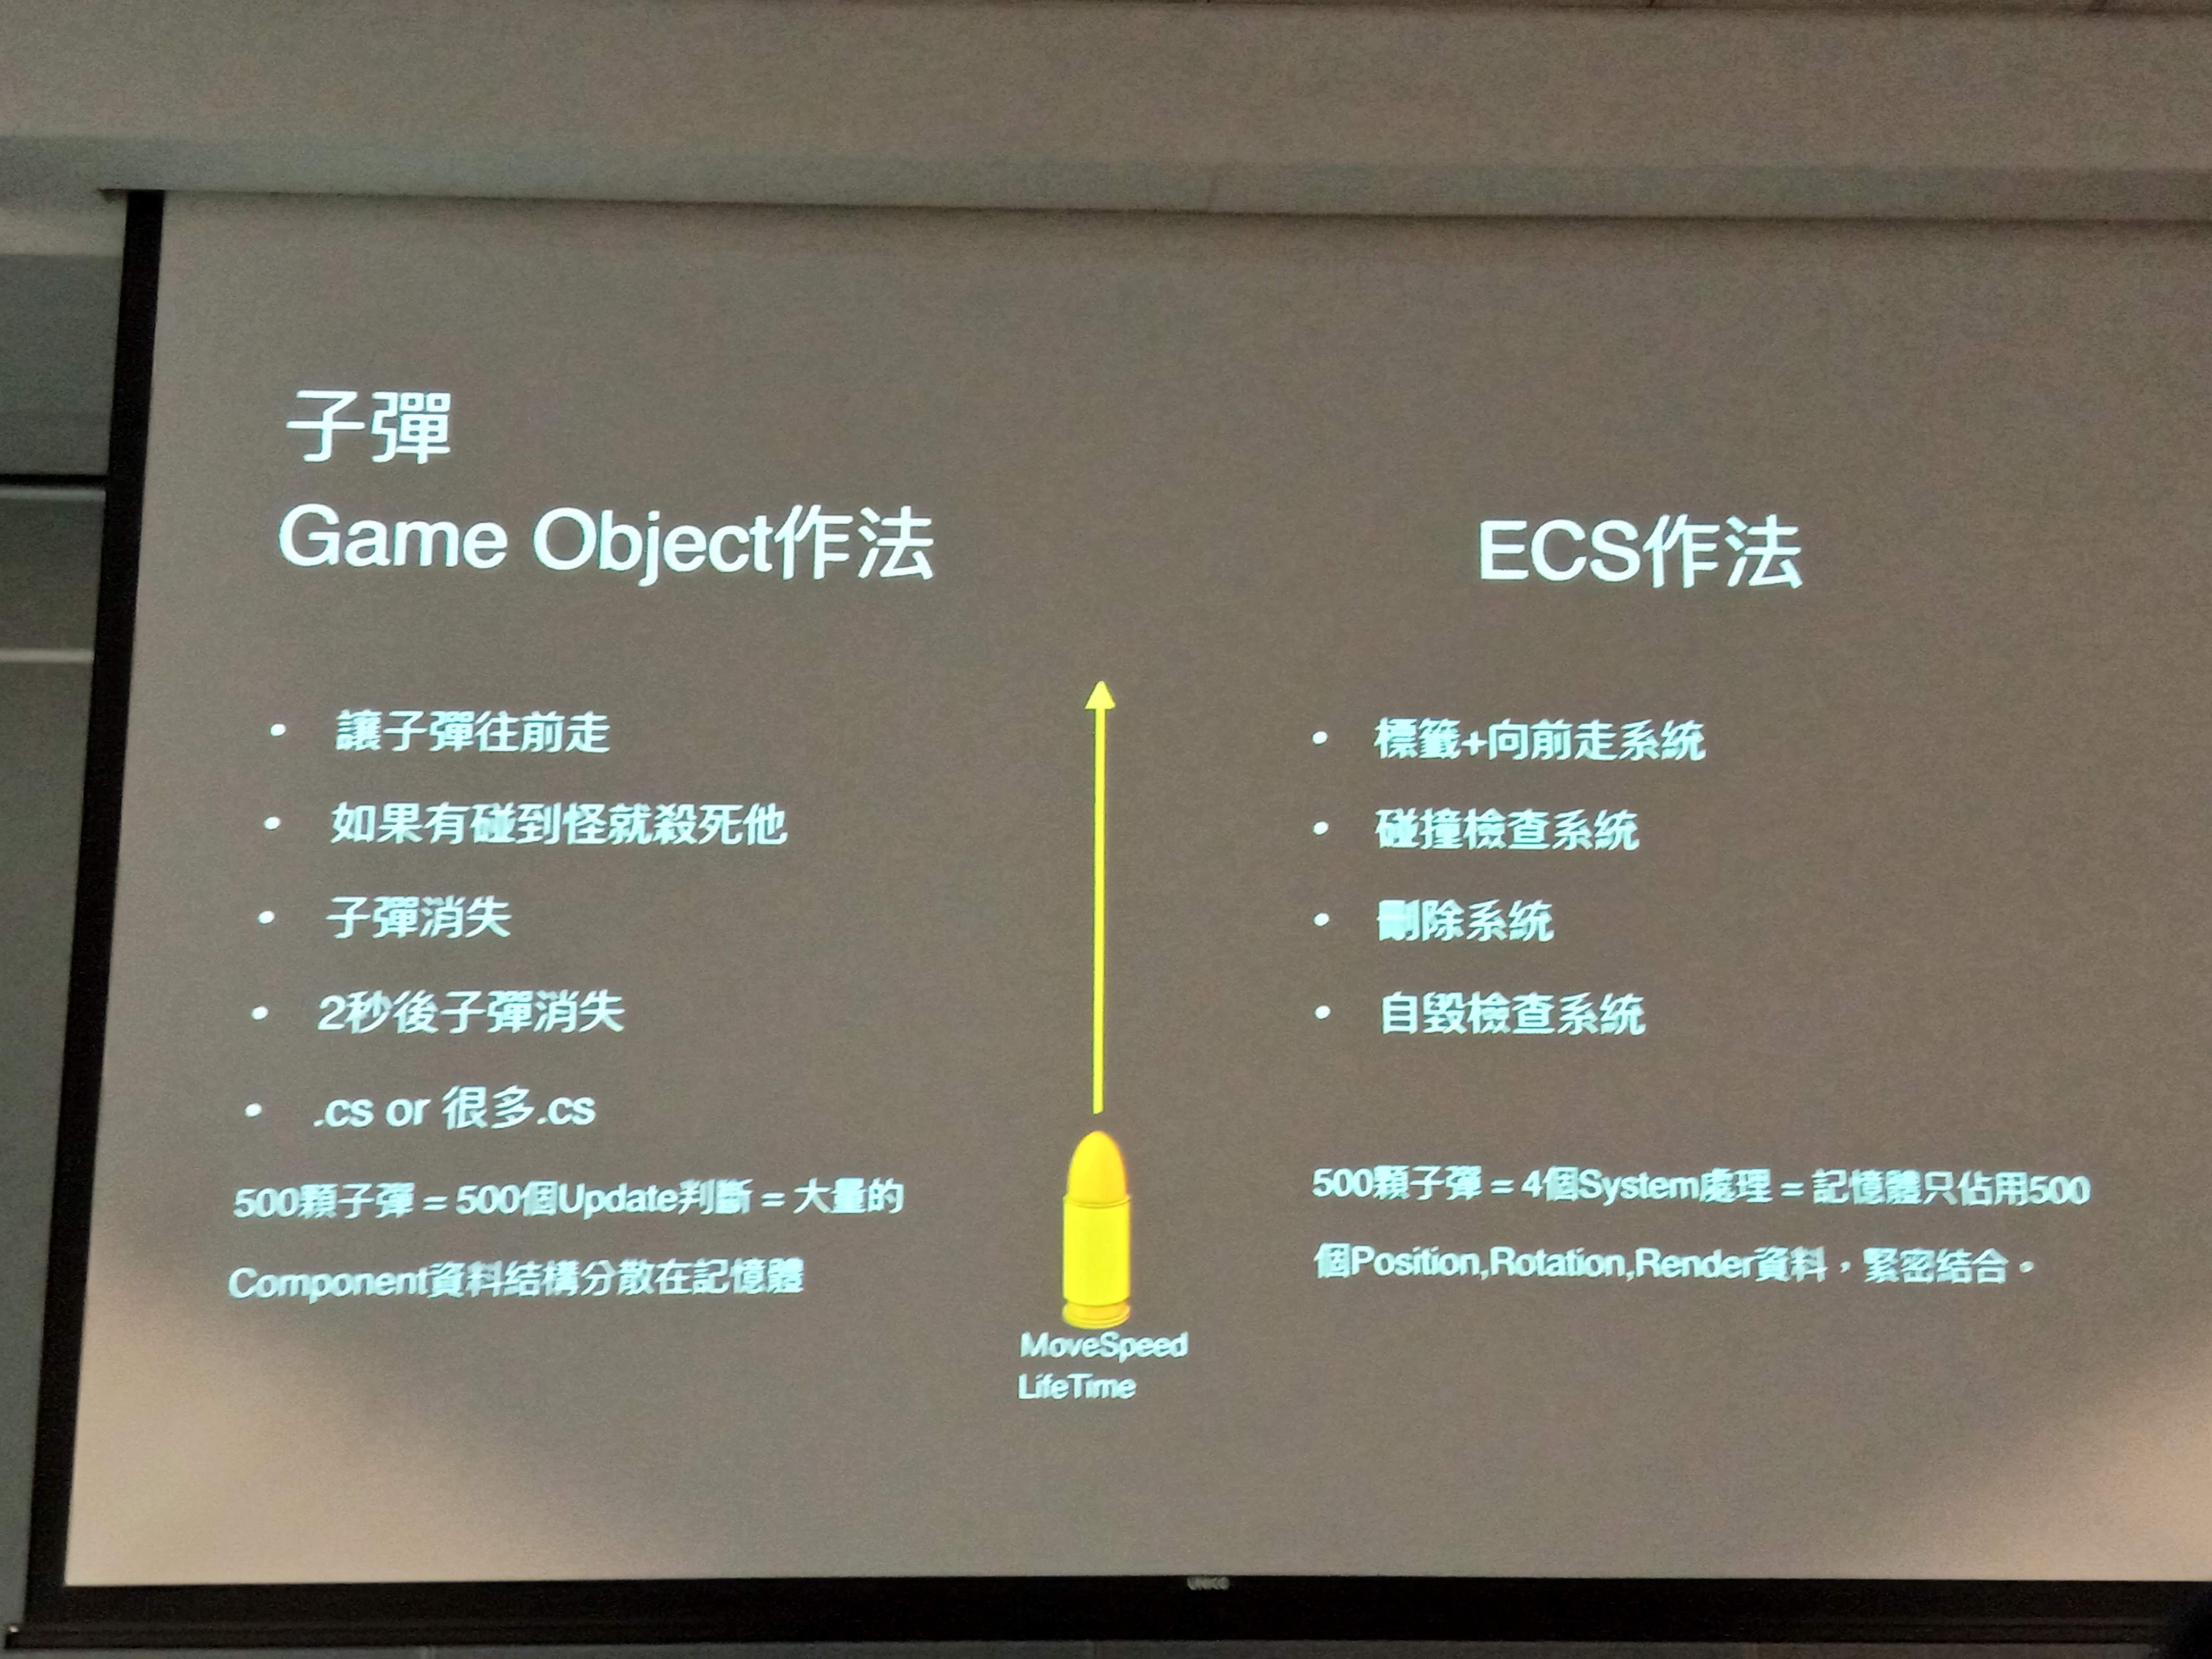 子彈
Game Object作法
讓子彈往前走
如果有碰到怪就殺死他
子彈消失
2秒後子彈消失
.cs or 很多.cs
500顆子彈 = 500個Update判斷 = 大量的
Component資料结構分散在記憶體
MoveSpeed
LifeTime
ECS作法
標籤+向前走系統
碰撞檢查系統
刪除系統
自毀檢查系統
500顆子彈 = 4個System處理 = 記憶體只佔用500
個Position,Rotation,Render資料，緊密結合。